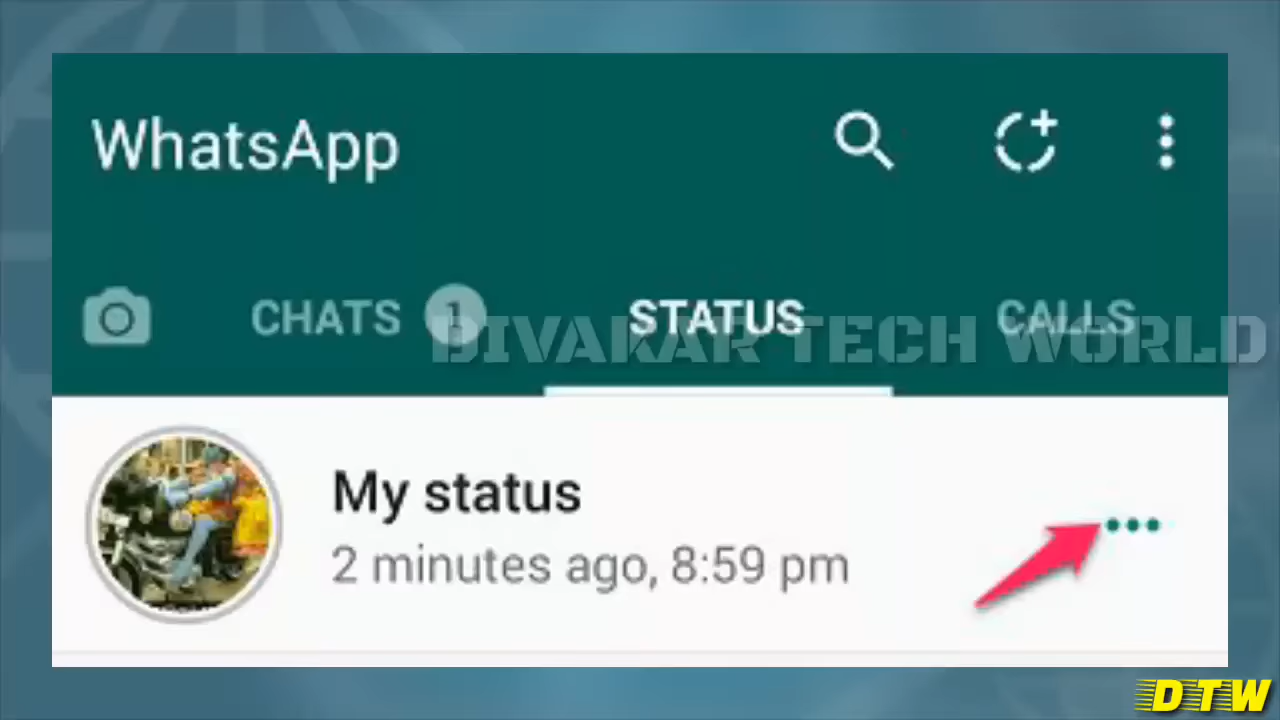 WhatsApp
CHATS 1 STATUS CALLS
DIVAKAR TECH WORLD
My status
2 minutes ago, 8:59 pm
DTW